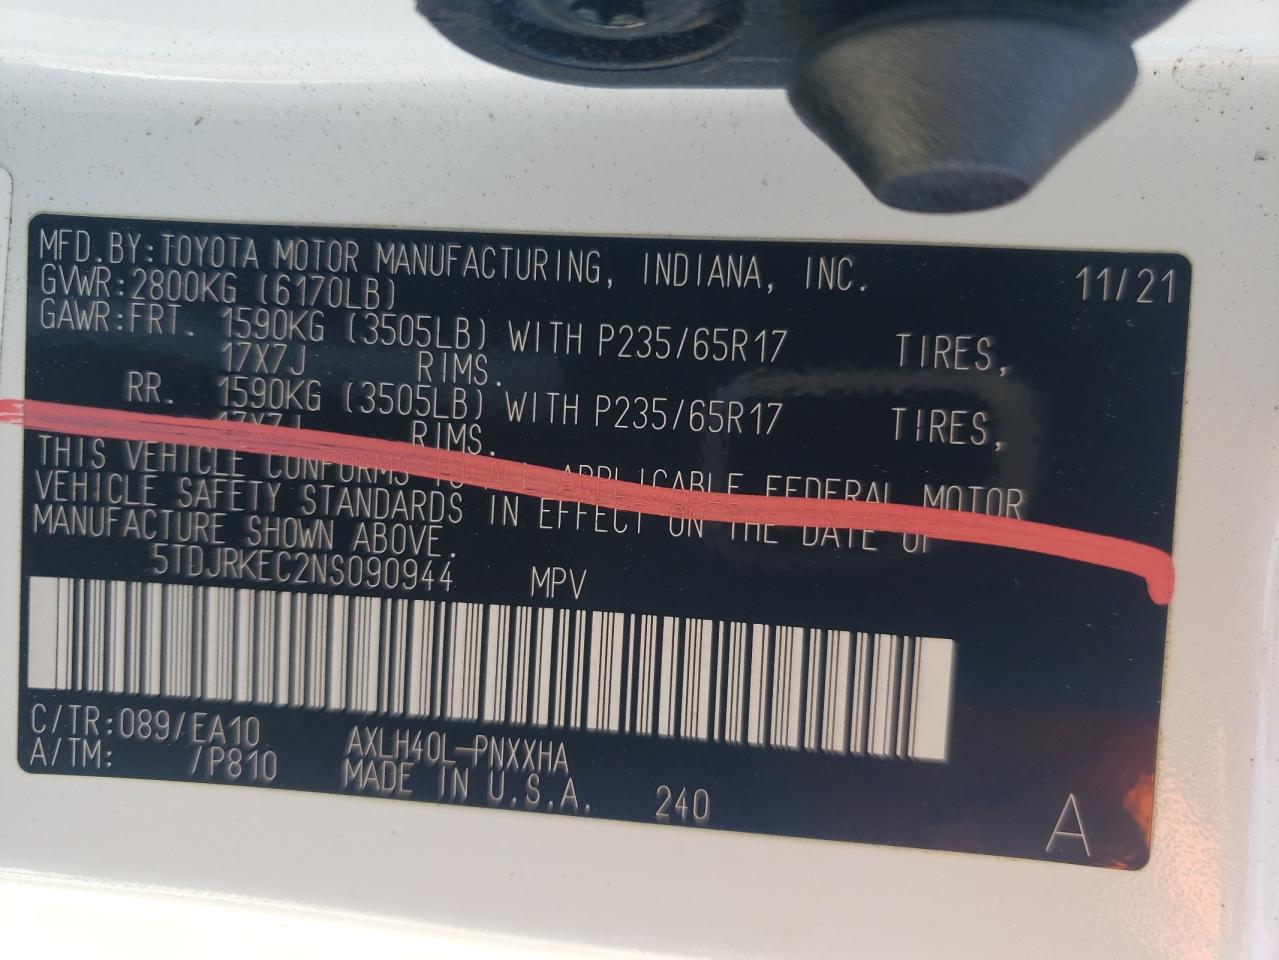 MFD.BY:TOYOTA MOTOR MANUFACTURING, INDIANA, INC. 11/21
GVWR:2800KG (6170LB)
GAWR:FRT. 1590KG (3505LB) WITH P235/65R17 TIRES,
17X7J RIMS.
RR. 1590KG (3505LB) WITH P235/65R17 TIRES,
17X7J RIMS.
THIS VEHICLE CONFORMS TO ALL APPLICABLE FEDERAL MOTOR
VEHICLE SAFETY STANDARDS IN EFFECT ON THE DATE OF
MANUFACTURE SHOWN ABOVE.
5TDJRKEC2NS090944 MPV
C/TR:089/EA10 AXLH40L-PNXXHA
A/TM: /P810 MADE IN U.S.A. 240 A